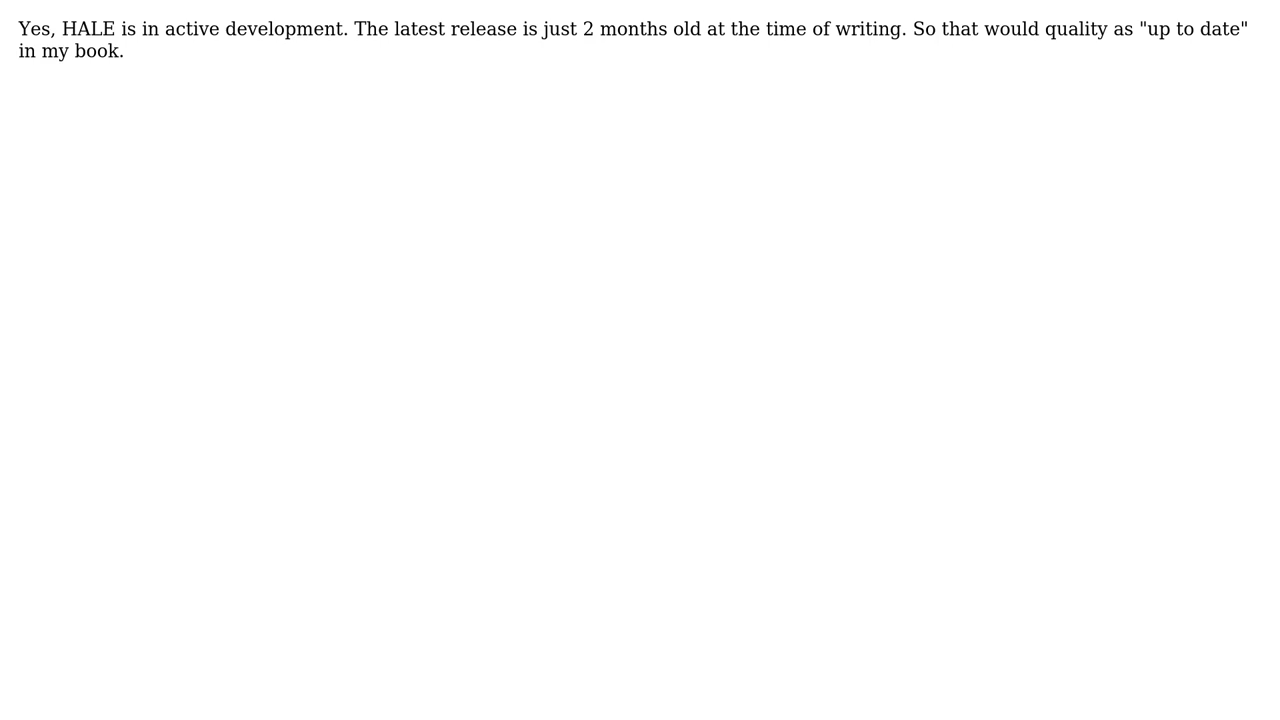 Yes, HALE is in active development. The latest release is just 2 months old at the time of writing. So that would quality as "up to date"
in my book.